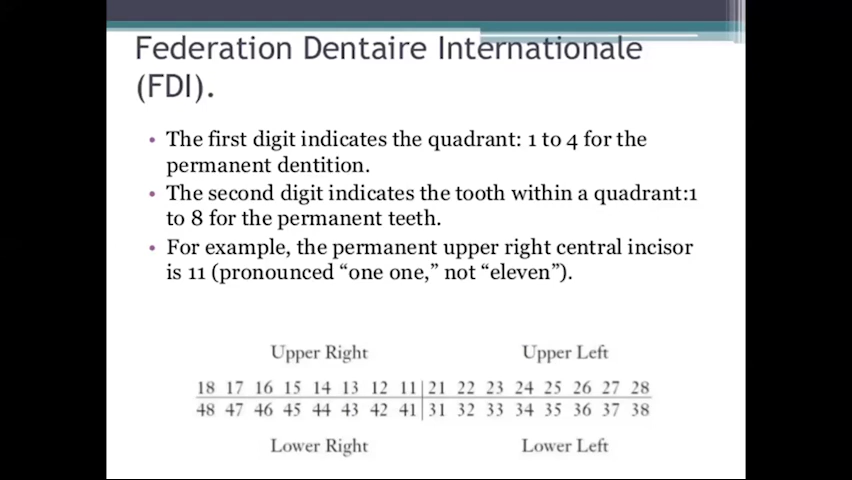 Federation Dentaire Internationale
(FDI).
• The first digit indicates the quadrant: 1 to 4 for the
permanent dentition.
• The second digit indicates the tooth within a quadrant:1
to 8 for the permanent teeth.
• For example, the permanent upper right central incisor
is 11 (pronounced “one one,” not “eleven”).
Upper Right Upper Left
18 17 16 15 14 13 12 11 21 22 23 24 25 26 27 28
48 47 46 45 44 43 42 41 31 32 33 34 35 36 37 38
Lower Right Lower Left